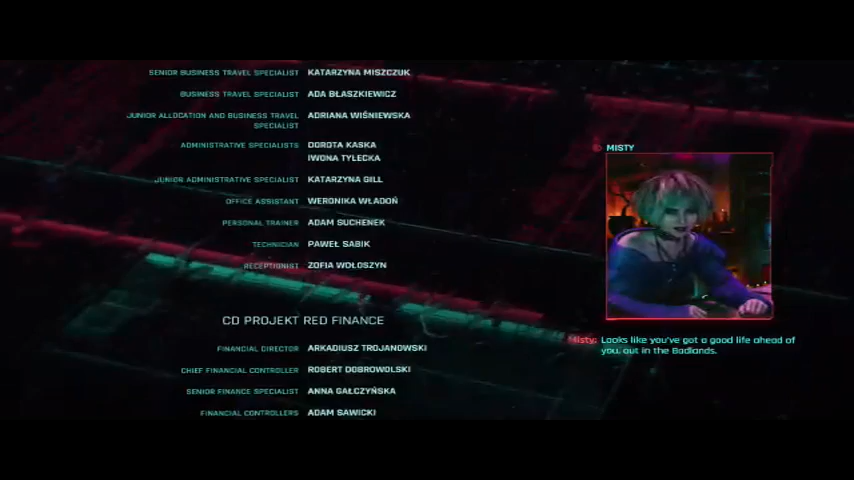 SENIOR BUSINESS TRAVEL SPECIALIST KATARZYNA MISZCZUK
BUSINESS TRAVEL SPECIALIST ADA BŁASZKIEWICZ
JUNIOR ALLOCATION AND BUSINESS TRAVEL
SPECIALIST
ADRIANA WIŚNIEWSKA
ADMINISTRATIVE SPECIALISTS DOROTA KASKA
IWONA TYŁECKA
JUNIOR ADMINISTRATIVE SPECIALIST KATARZYNA GILL
OFFICE ASSISTANT WERONIKA WŁADOŃ
PERSONAL TRAINER ADAM SUCHENEK
TECHNICIAN PAWEŁ SABIK
RECEPTIONIST ZOFIA WOŁOSZYN
CD PROJEKT RED FINANCE
FINANCIAL DIRECTOR ARKADIUSZ TROJANOWSKI
CHIEF FINANCIAL CONTROLLER ROBERT DOBROWOLSKI
SENIOR FINANCE SPECIALIST ANNA GAŁCZYŃSKA
FINANCIAL CONTROLLERS ADAM SAWICKI
MISTY
Misty: Looks like you've got a good life ahead of
you, out in the Badlands.